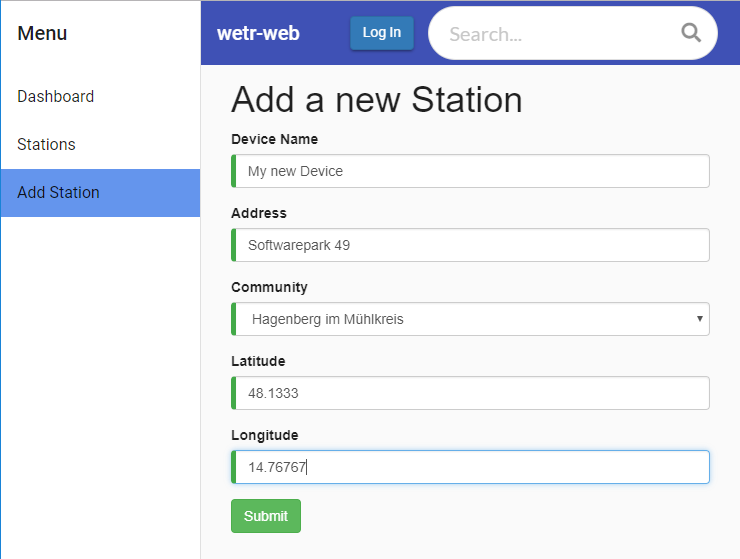 Menu
wetr-web
Log In
Search...
Dashboard
Stations
Add Station
Add a new Station
Device Name
My new Device
Address
Softwarepark 49
Community
Hagenberg im Mühlkreis
Latitude
48.1333
Longitude
14.76767
Submit